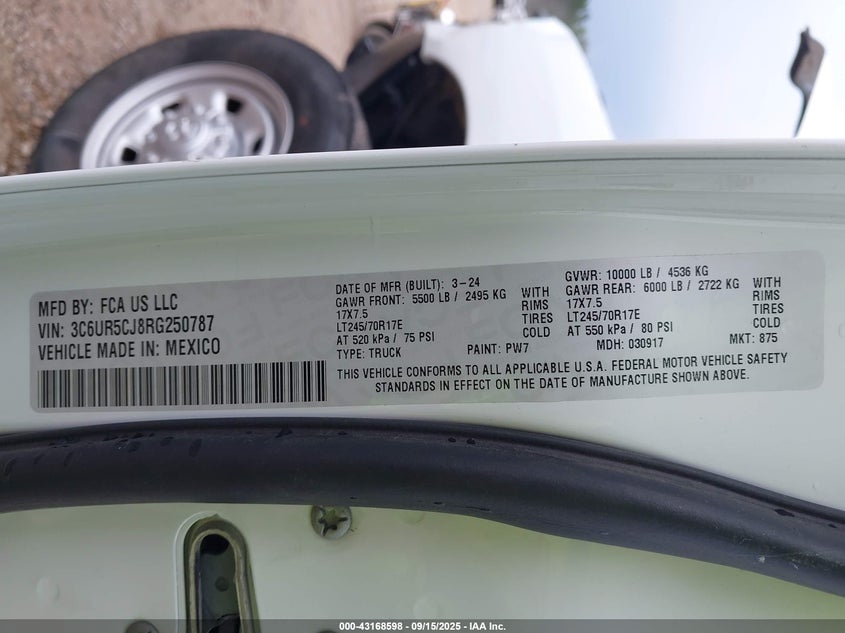 MFD BY: FCA US LLC
VIN: 3C6UR5CJ8RG250787
VEHICLE MADE IN: MEXICO
DATE OF MFR (BUILT): 3-24
GAWR FRONT: 5500 LB / 2495 KG
17X7.5
LT245/70R17E
AT 520 kPa / 75 PSI
WITH
RIMS
TIRES
COLD
TYPE: TRUCK
PAINT: PW7
GVWR: 10000 LB / 4536 KG
GAWR REAR: 6000 LB / 2722 KG
17X7.5
LT245/70R17E
AT 550 kPa / 80 PSI
WITH
RIMS
TIRES
COLD
MDH: 030917
MKT: 875
THIS VEHICLE CONFORMS TO ALL APPLICABLE U.S.A. FEDERAL MOTOR VEHICLE SAFETY
STANDARDS IN EFFECT ON THE DATE OF MANUFACTURE SHOWN ABOVE.
000-43168598 - 09/15/2025 - IAA Inc.